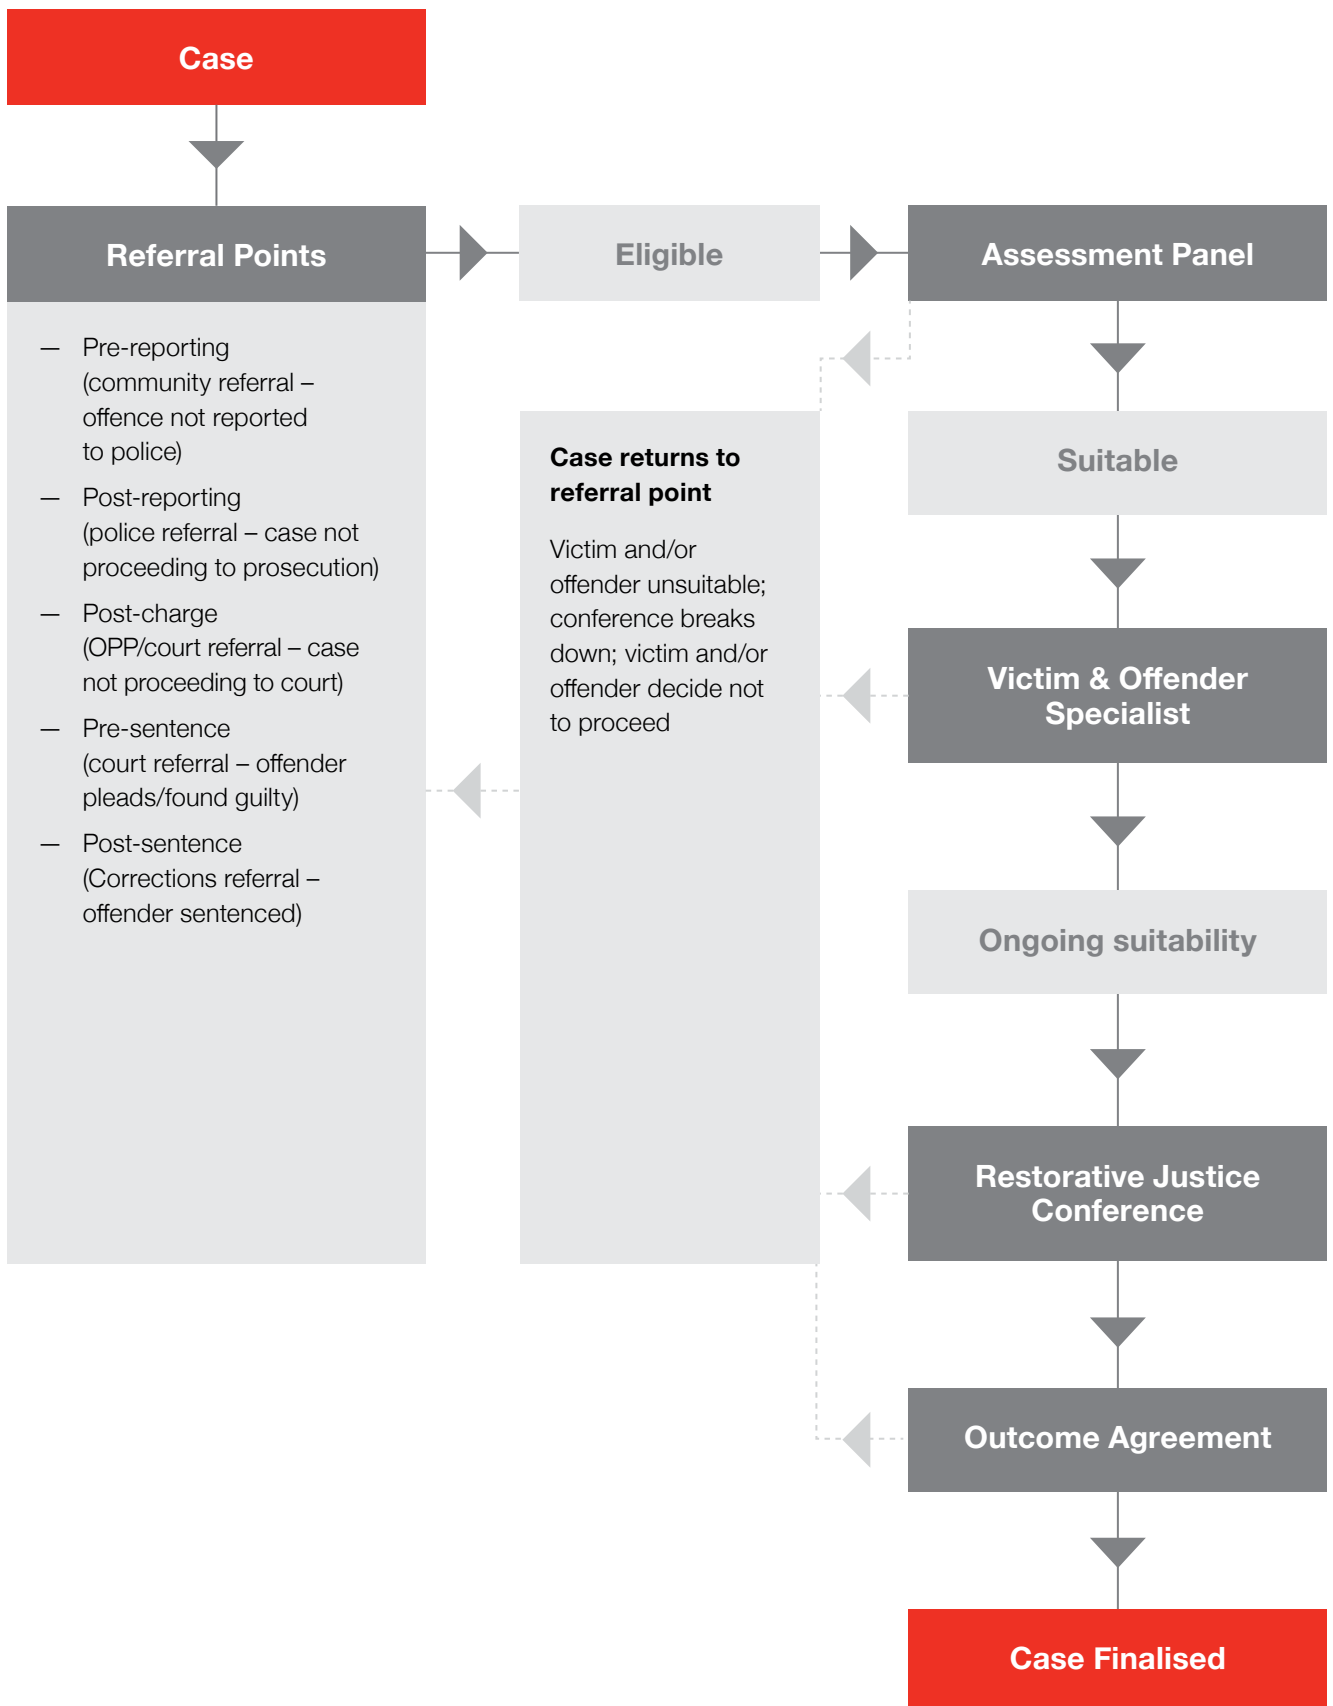 Case
Referral Points
— Pre-reporting
(community referral –
offence not reported
to police)
— Post-reporting
(police referral – case not
proceeding to prosecution)
— Post-charge
(OPP/court referral – case
not proceeding to court)
— Pre-sentence
(court referral – offender
pleads/found guilty)
— Post-sentence
(Corrections referral –
offender sentenced)
Eligible
Assessment Panel
Case returns to
referral point
Victim and/or
offender unsuitable;
conference breaks
down; victim and/or
offender decide not
to proceed
Suitable
Victim & Offender
Specialist
Ongoing suitability
Restorative Justice
Conference
Outcome Agreement
Case Finalised